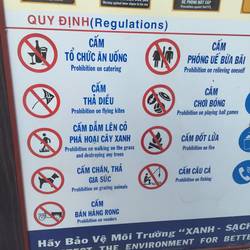 QUY ĐỊNH (Regulations)
CẤM
TỔ CHỨC ĂN UỐNG
Prohibition on catering
CẤM
THẢ DIỀU
Prohibition on flying kites
CẤM DẪM LÊN CỎ
PHÁ HOẠI CÂY XANH
Prohibition on walking on the grass
and destroying any trees
CẤM CHĂN, THẢ
GIA SÚC
Prohibition on grazing animals
CẤM
BÁN HÀNG RONG
CẤM
PHÓNG UẾ BỪA BÃI
Prohibition on relieving oneself
CẤM
CHƠI BÓNG
Prohibition on playing ball games
CẤM ĐỐT LỬA
Prohibition on fire
CẤM CÂU CÁ
Prohibition on fishing
Hãy Bảo Vệ Môi Trường "XANH - SẠC
THE ENVIRONMENT FOR BETTE